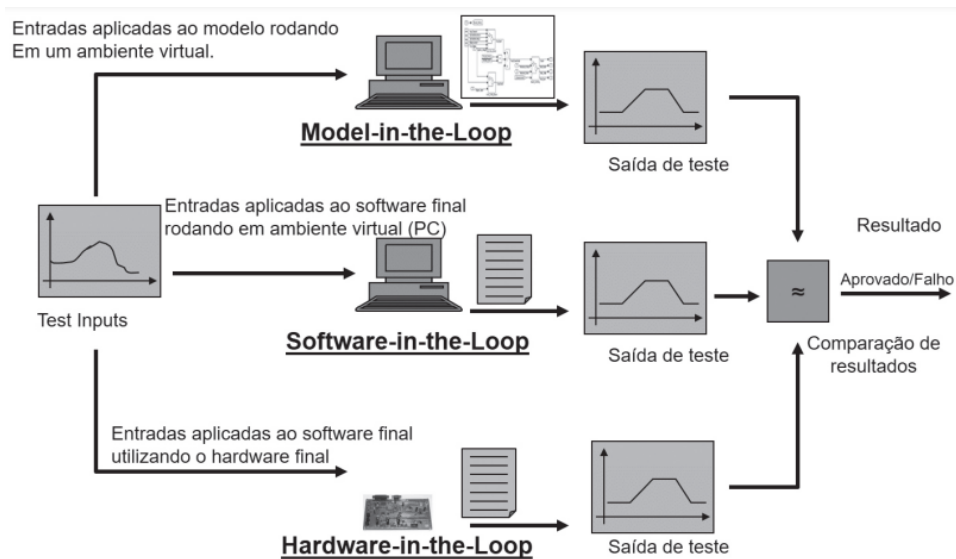 Entradas aplicadas ao modelo rodando
Em um ambiente virtual.
Model-in-the-Loop
Saída de teste
Entradas aplicadas ao software final
rodando em ambiente virtual (PC)
Resultado
≈
Aprovado/Falho
Test Inputs
Software-in-the-Loop
Saída de teste
Comparação de
resultados
Entradas aplicadas ao software final
utilizando o hardware final
Hardware-in-the-Loop
Saída de teste